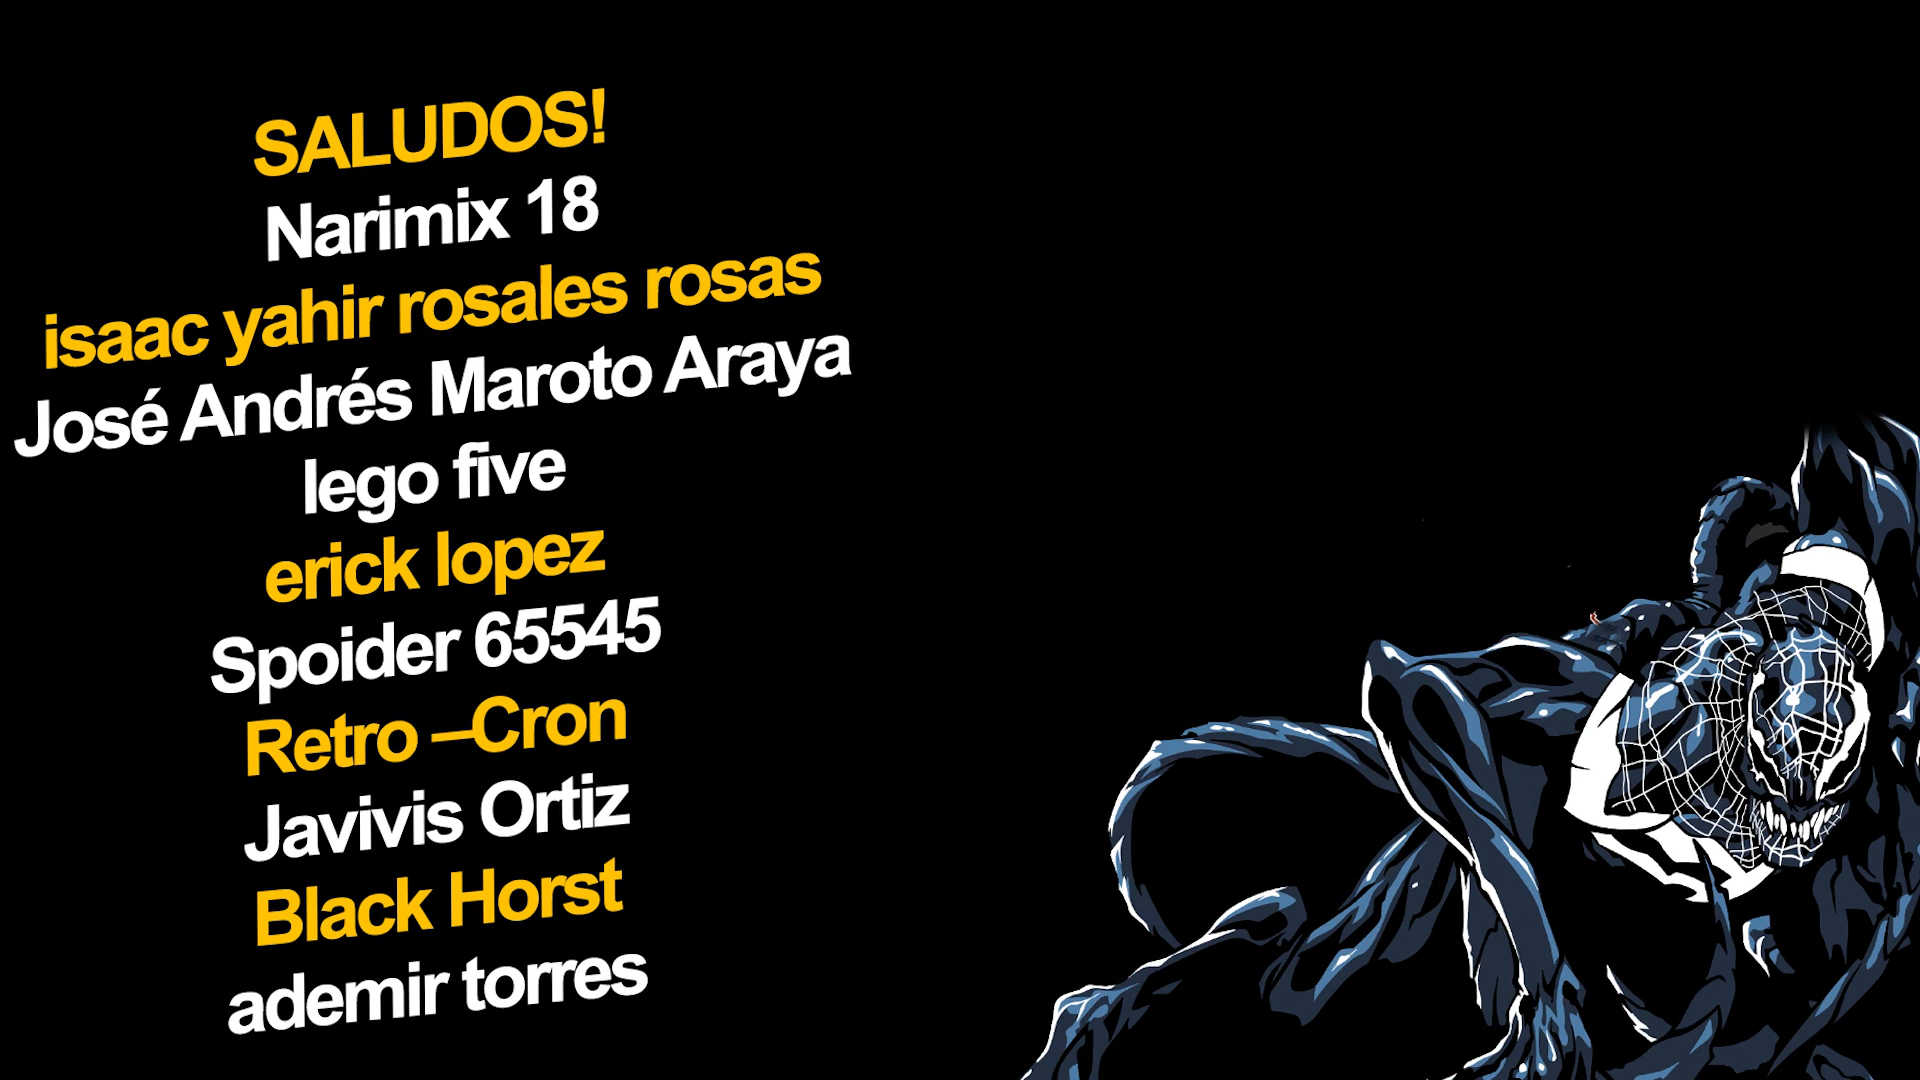 SALUDOS!
Narimix 18
isaac yahir rosales rosas
José Andrés Maroto Araya
lego five
erick lopez
Spoider 65545
Retro –Cron
Javivis Ortiz
Black Horst
ademir torres